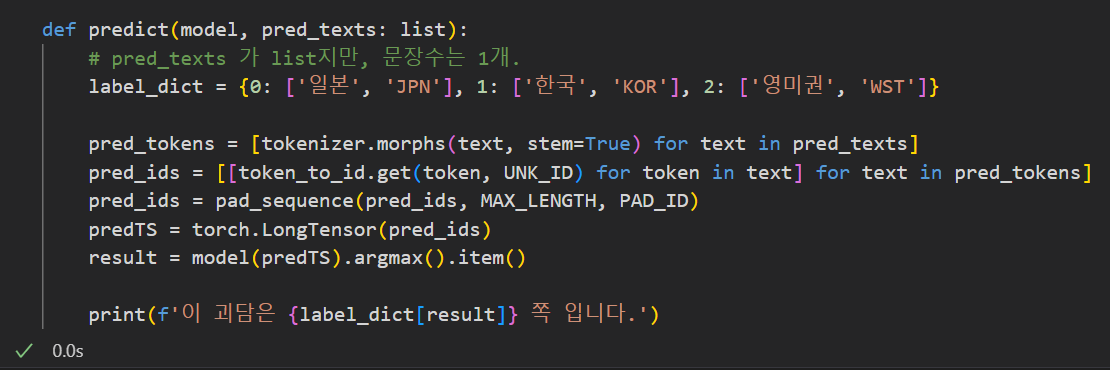 def predict(model, pred_texts: list):
    # pred_texts 가 list지만, 문장수는 1개.
    label_dict = {0: ['일본', 'JPN'], 1: ['한국', 'KOR'], 2: ['영미권', 'WST']}

    pred_tokens = [tokenizer.morphs(text, stem=True) for text in pred_texts]
    pred_ids = [[token_to_id.get(token, UNK_ID) for token in text] for text in pred_tokens]
    pred_ids = pad_sequence(pred_ids, MAX_LENGTH, PAD_ID)
    predTS = torch.LongTensor(pred_ids)
    result = model(predTS).argmax().item()

    print(f'이 괴담은 {label_dict[result]} 쪽 입니다.')
0.0s